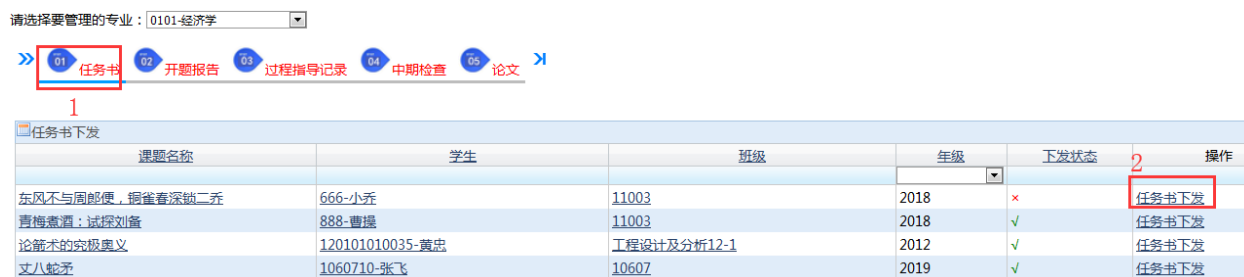 请选择要管理的专业：0101-经济学
01 任务书 02 开题报告 03 过程指导记录 04 中期检查 05 论文
1
任务书下发
课题名称 学生 班级 年级 下发状态 2 操作
东风不与周郎便，铜雀春深锁二乔 666-小乔 11003 2018 × 任务书下发
青梅煮酒：试探刘备 888-曹操 11003 2018 √ 任务书下发
论箭术的究极奥义 120101010035-黄忠 工程设计及分析12-1 2012 √ 任务书下发
丈八蛇矛 1060710-张飞 10607 2019 √ 任务书下发